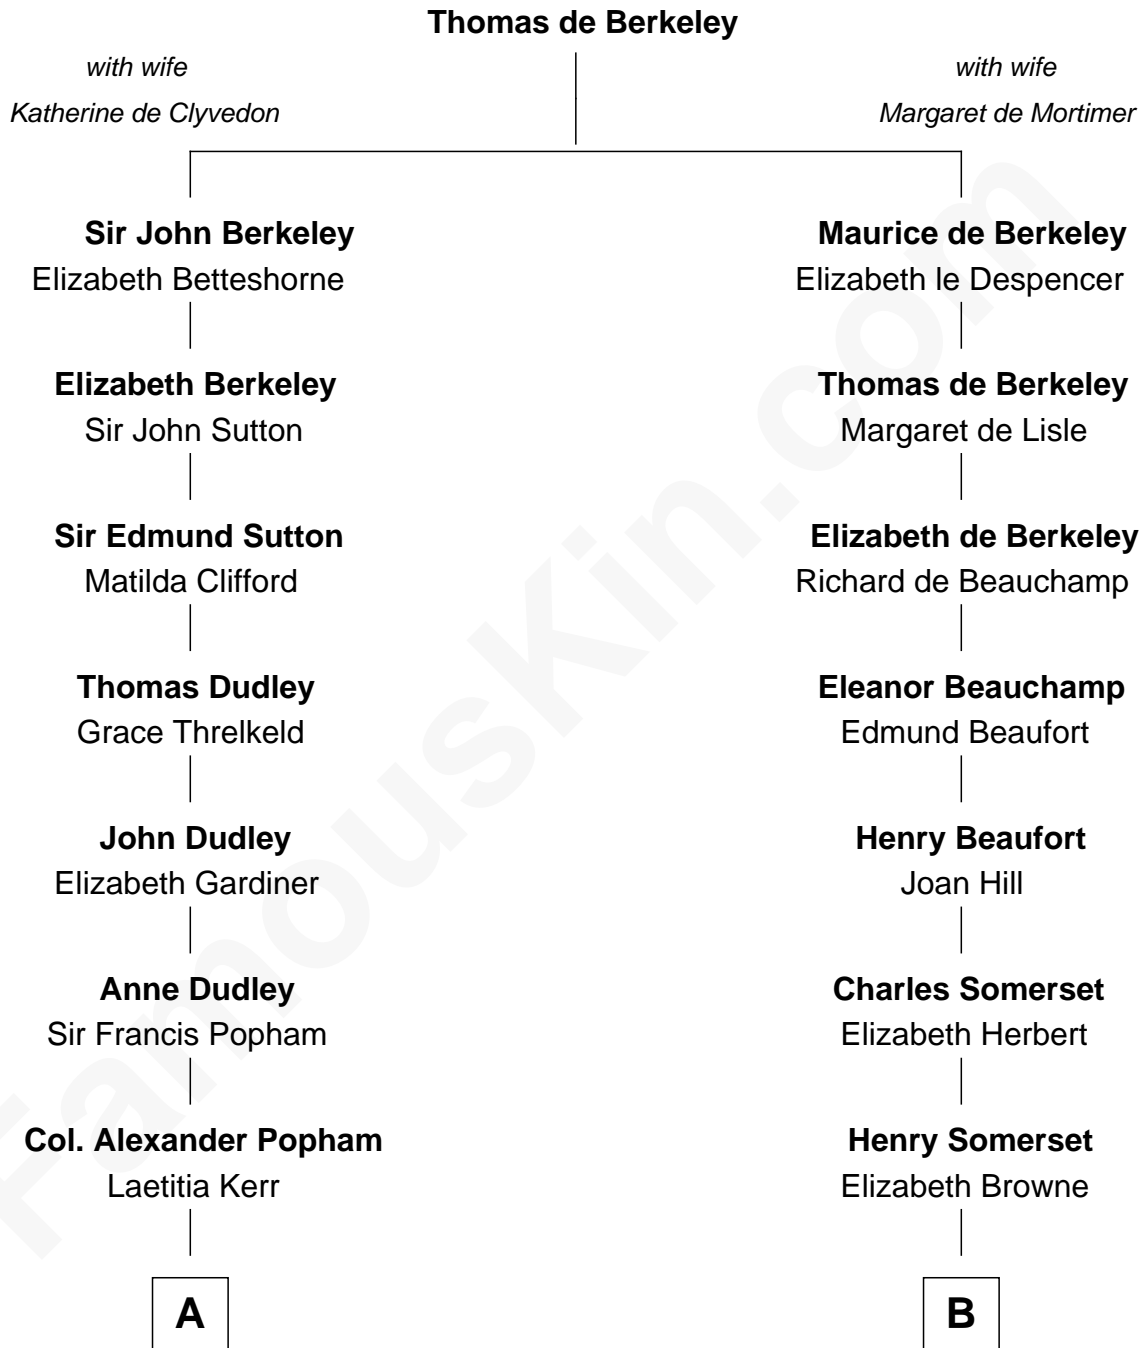 Thomas de Berkeley
with wife
Katherine de Clyvedon
with wife
Margaret de Mortimer
Sir John Berkeley
Elizabeth Betteshorne
Maurice de Berkeley
Elizabeth le Despencer
Elizabeth Berkeley
Sir John Sutton
Thomas de Berkeley
Margaret de Lisle
Sir Edmund Sutton
Matilda Clifford
Elizabeth de Berkeley
Richard de Beauchamp
Thomas Dudley
Grace Threlkeld
Eleanor Beauchamp
Edmund Beaufort
John Dudley
Elizabeth Gardiner
Henry Beaufort
Joan Hill
Anne Dudley
Sir Francis Popham
Charles Somerset
Elizabeth Herbert
Col. Alexander Popham
Laetitia Kerr
Henry Somerset
Elizabeth Browne
A
B
FamousKin.com